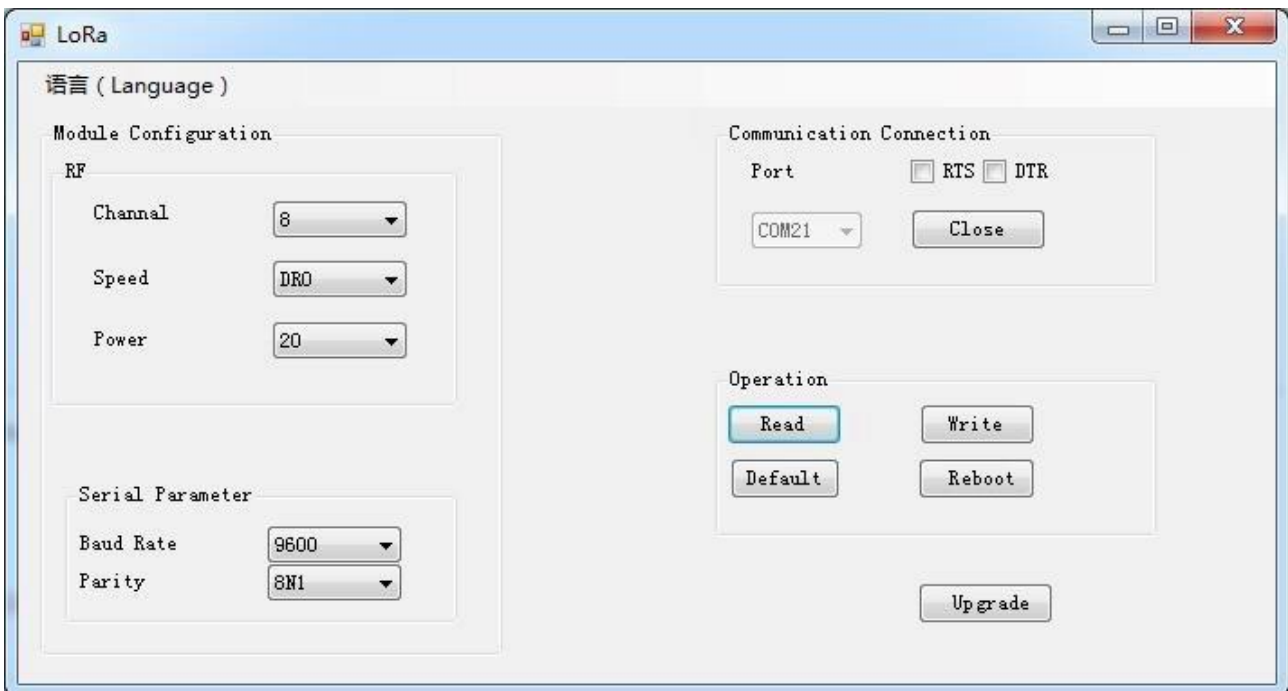 LoRa
语言 ( Language )
Module Configuration
RF
Channal 8
Speed DR0
Power 20
Serial Parameter
Baud Rate 9600
Parity 8N1
Communication Connection
Port RTS DTR
COM21 Close
Operation
Read Write
Default Reboot
Upgrade